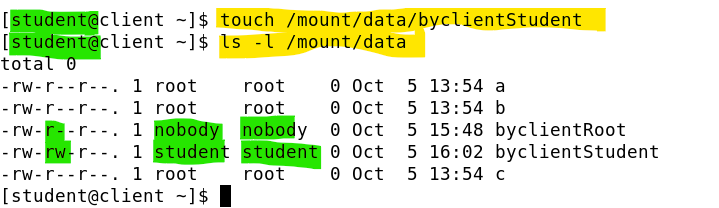 [student@client ~]$ touch /mount/data/byclientStudent
[student@client ~]$ ls -l /mount/data
total 0
-rw-r--r--. 1 root    root    0 Oct  5 13:54 a
-rw-r--r--. 1 root    root    0 Oct  5 13:54 b
-rw-r--r--. 1 nobody  nobody  0 Oct  5 15:48 byclientRoot
-rw-rw-r--. 1 student student 0 Oct  5 16:02 byclientStudent
-rw-r--r--. 1 root    root    0 Oct  5 13:54 c
[student@client ~]$